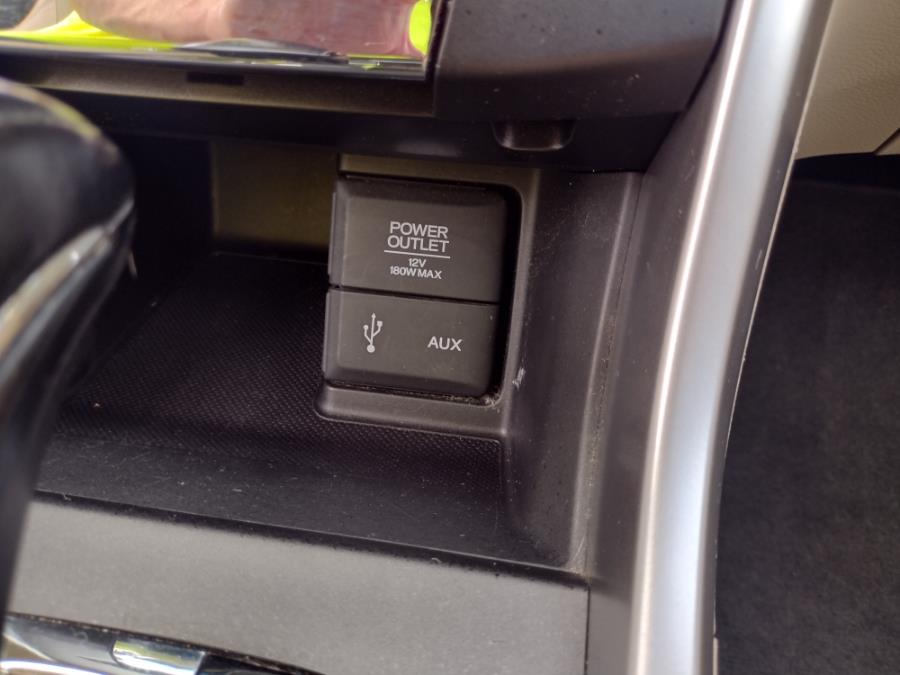 POWER
OUTLET
12V
180W MAX
AUX